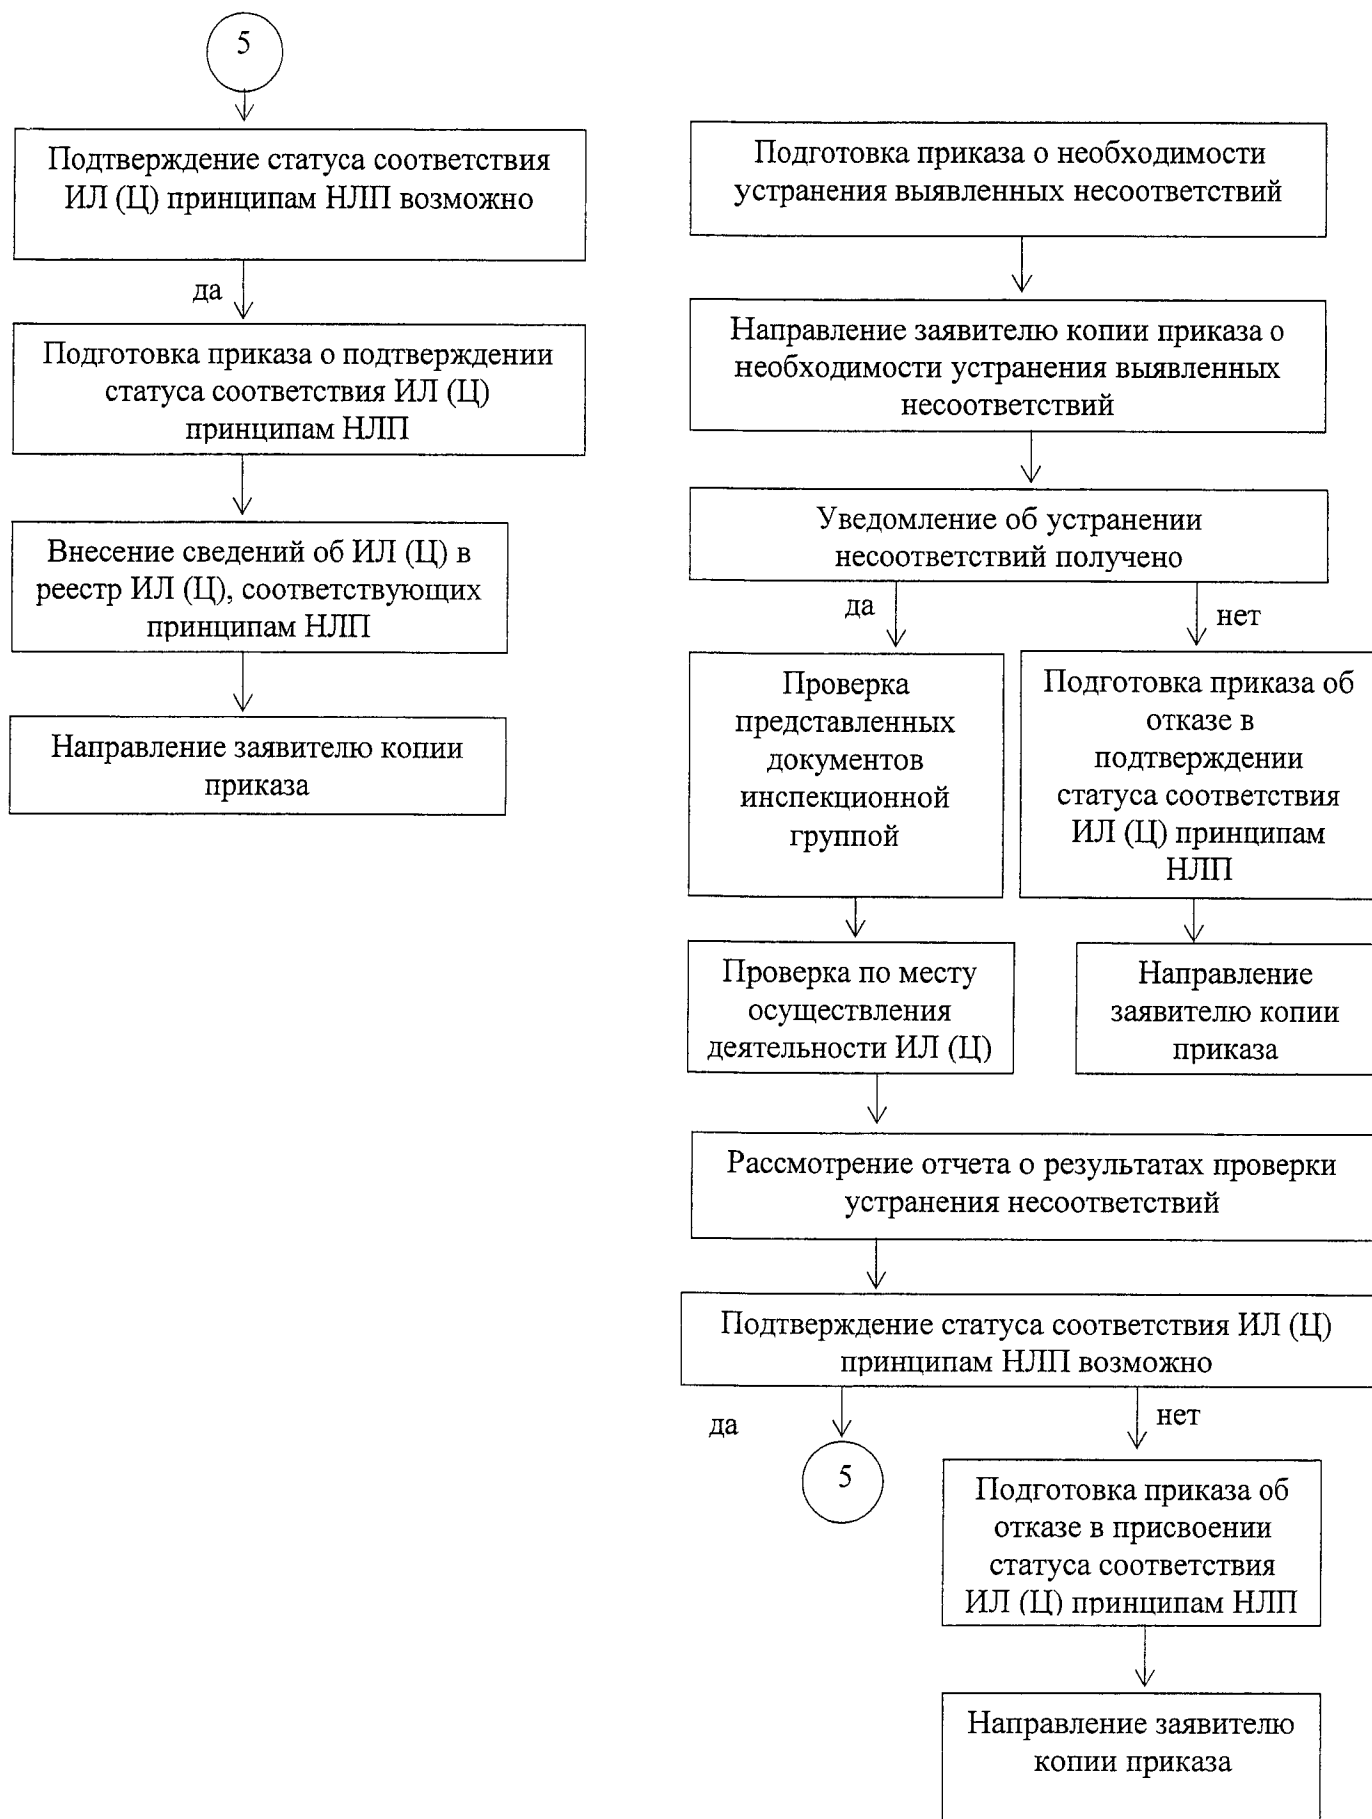 5
Подтверждение статуса соответствия
ИЛ (Ц) принципам НЛП возможно
да
Подготовка приказа о подтверждении
статуса соответствия ИЛ (Ц)
принципам НЛП
Внесение сведений об ИЛ (Ц) в
реестр ИЛ (Ц), соответствующих
принципам НЛП
Направление заявителю копии
приказа
Подготовка приказа о необходимости
устранения выявленных несоответствий
Направление заявителю копии приказа о
необходимости устранения выявленных
несоответствий
Уведомление об устранении
несоответствий получено
да
нет
Проверка
представленных
документов
инспекционной
группой
Подготовка приказа об
отказе в
подтверждении
статуса соответствия
ИЛ (Ц) принципам
НЛП
Проверка по месту
осуществления
деятельности ИЛ (Ц)
Направление
заявителю копии
приказа
Рассмотрение отчета о результатах проверки
устранения несоответствий
Подтверждение статуса соответствия ИЛ (Ц)
принципам НЛП возможно
да
нет
5
Подготовка приказа об
отказе в присвоении
статуса соответствия
ИЛ (Ц) принципам НЛП
Направление заявителю
копии приказа